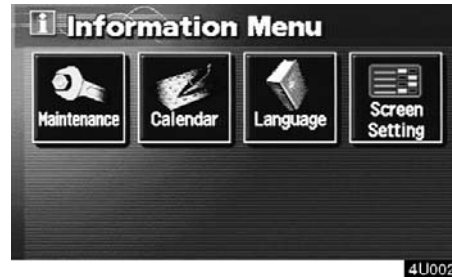 i Information Menu
Maintenance Calendar Language Screen Setting
4U002